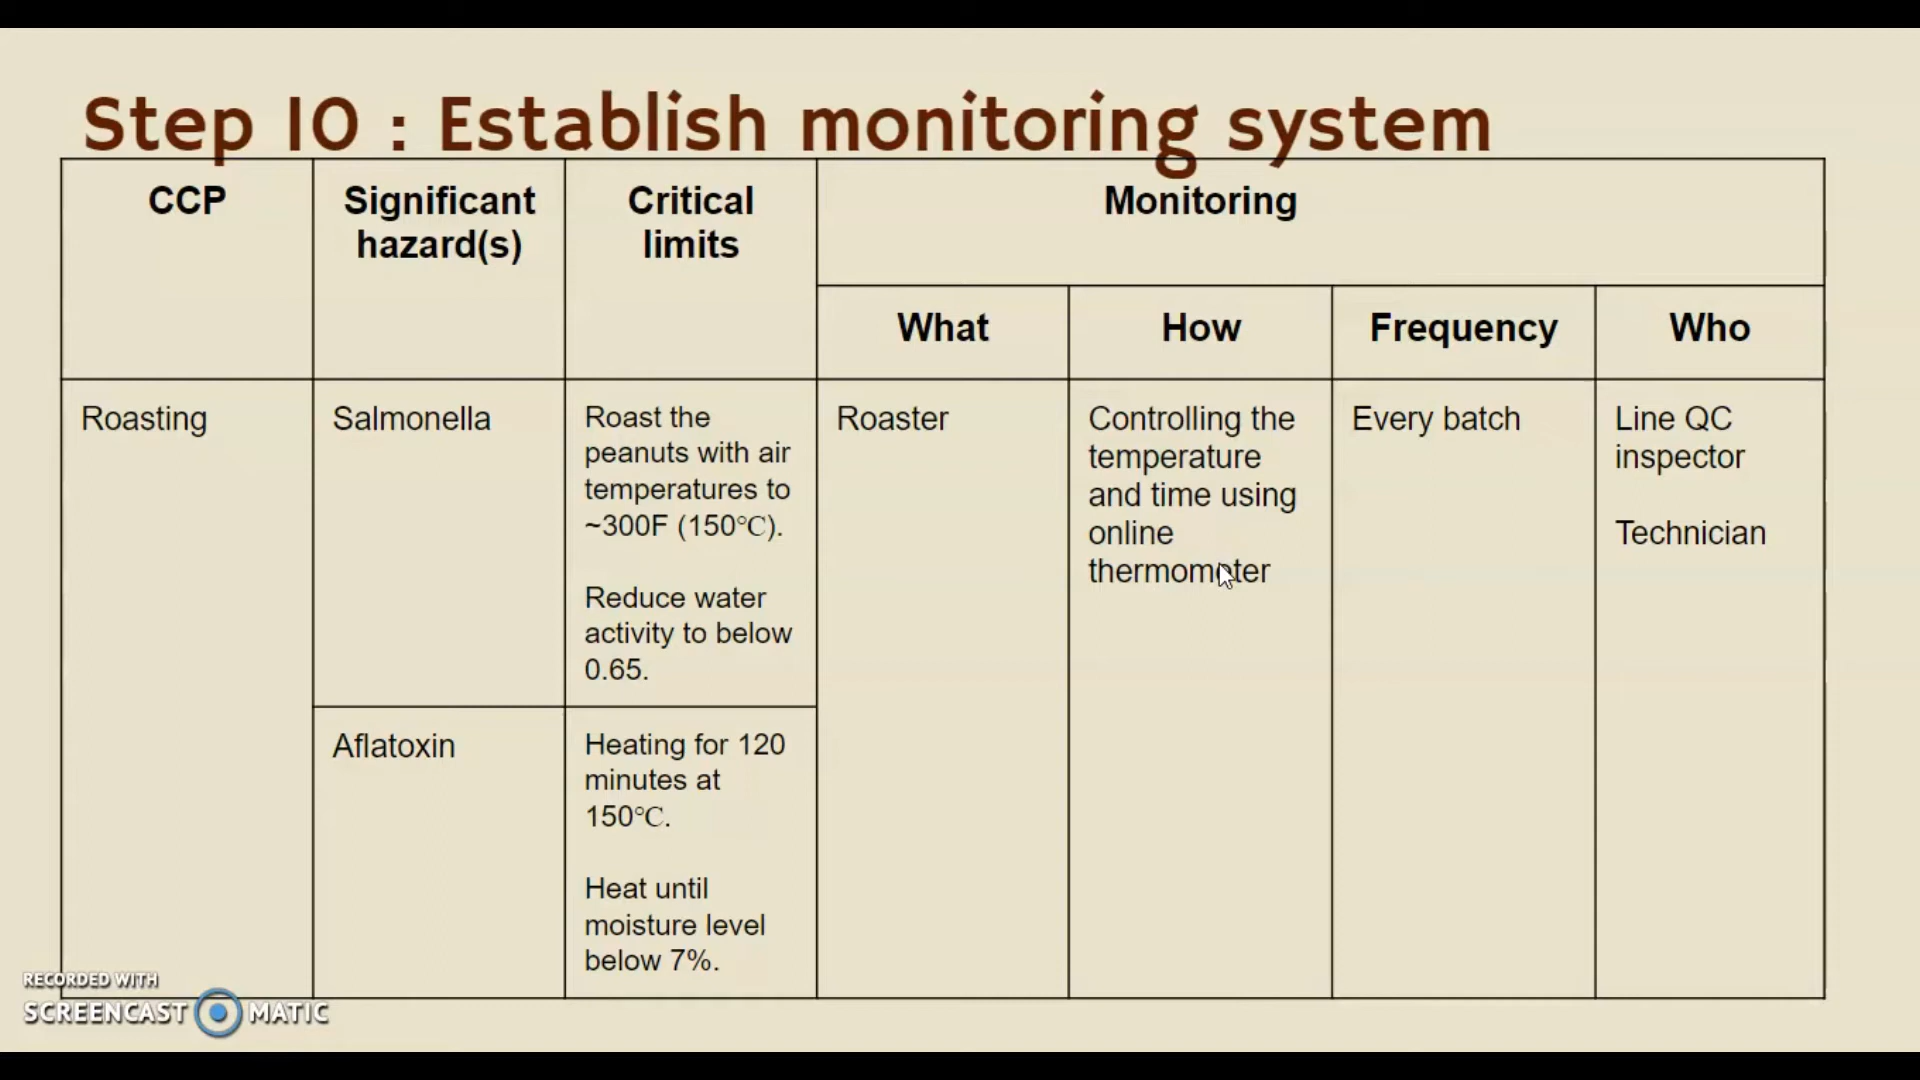 Step 10 : Establish monitoring system
CCP
Significant
hazard(s)
Critical
limits
Monitoring
What
How
Frequency
Who
Roasting
Salmonella
Roast the
peanuts with air
temperatures to
~300F (150℃).
Reduce water
activity to below
0.65.
Roaster
Controlling the
temperature
and time using
online
thermometer
Every batch
Line QC
inspector
Technician
Aflatoxin
Heating for 120
minutes at
150℃.
Heat until
moisture level
below 7%.
RECORDED WITH
SCREENCAST MATIC